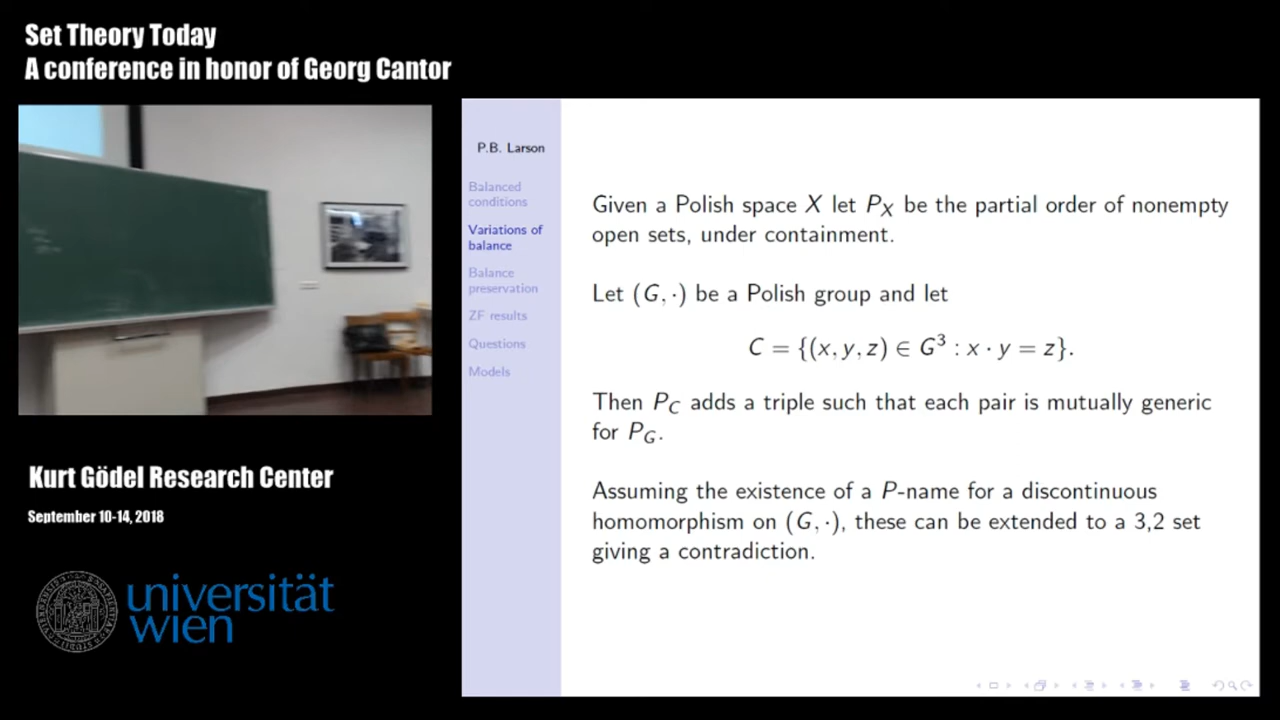 Set Theory Today
A conference in honor of Georg Cantor
Kurt Gödel Research Center
September 10-14, 2018
universität
wien
P.B. Larson
Balanced
conditions
Variations of
balance
Balance
preservation
ZF results
Questions
Models
Given a Polish space X let P_X be the partial order of nonempty
open sets, under containment.
Let (G, ·) be a Polish group and let
C = {(x, y, z) ∈ G³ : x · y = z}.
Then P_C adds a triple such that each pair is mutually generic
for P_G.
Assuming the existence of a P-name for a discontinuous
homomorphism on (G, ·), these can be extended to a 3,2 set
giving a contradiction.